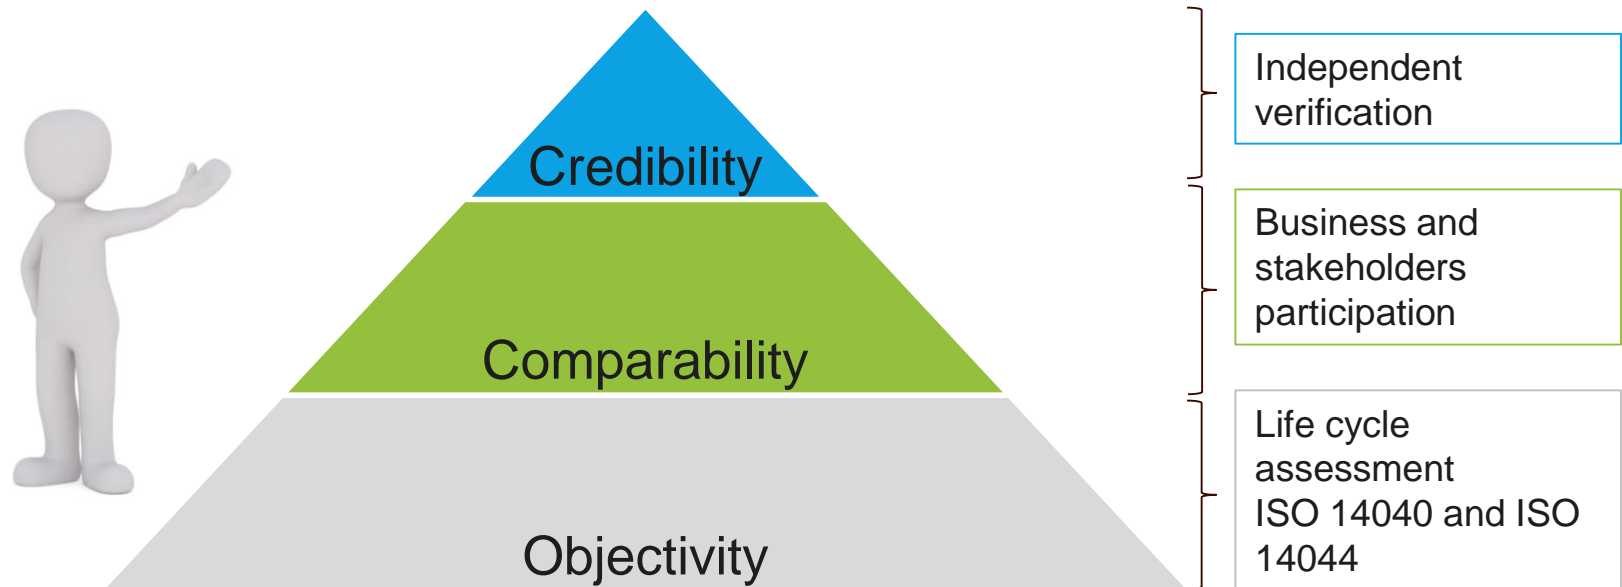 Credibility
Independent
verification
Comparability
Business and
stakeholders
participation
Objectivity
Life cycle
assessment
ISO 14040 and ISO
14044